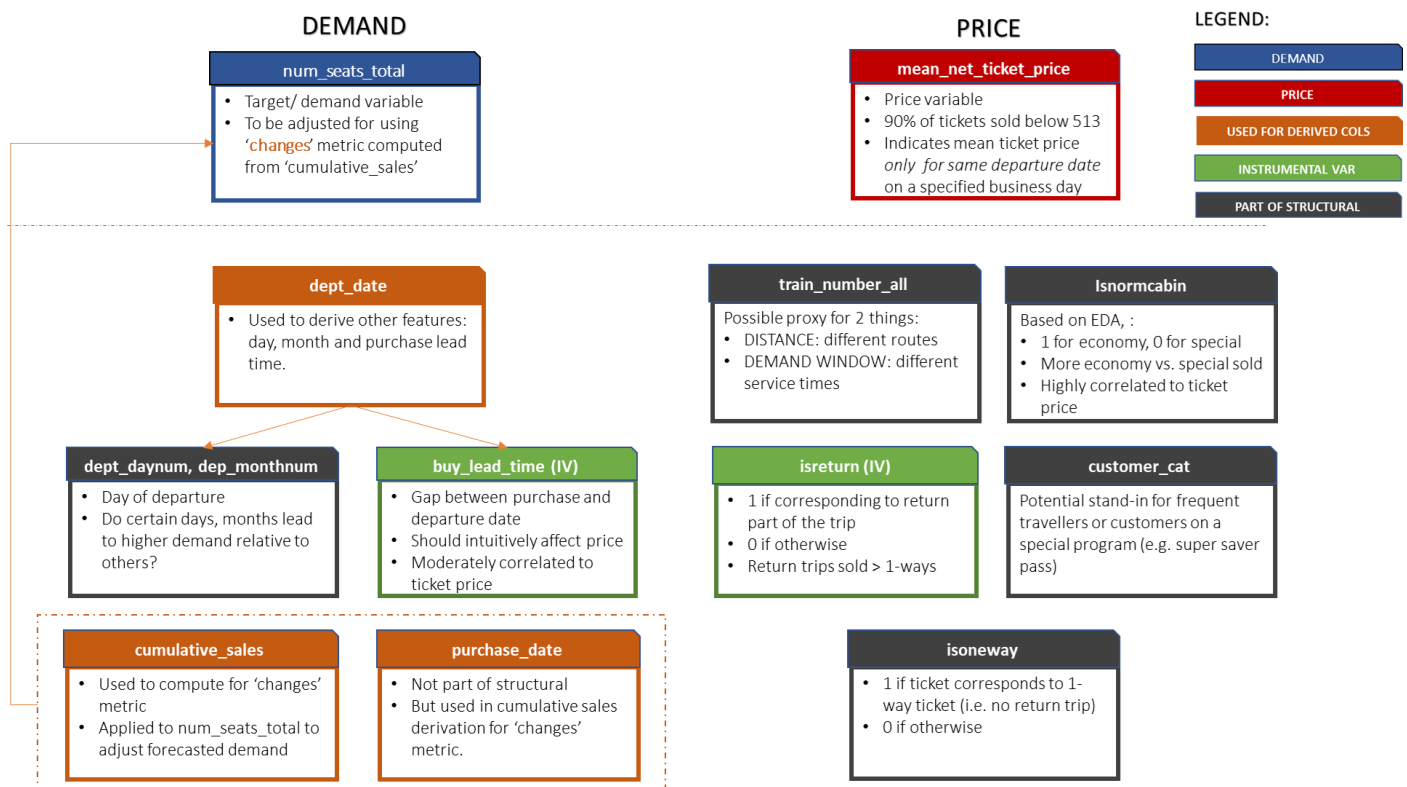 DEMAND
PRICE
LEGEND:
DEMAND
PRICE
USED FOR DERIVED COLS
INSTRUMENTAL VAR
PART OF STRUCTURAL
num_seats_total
• Target/ demand variable
• To be adjusted for using
‘changes’ metric computed
from ‘cumulative_sales’
mean_net_ticket_price
• Price variable
• 90% of tickets sold below 513
• Indicates mean ticket price
only for same departure date
on a specified business day
dept_date
• Used to derive other features:
day, month and purchase lead
time.
train_number_all
Possible proxy for 2 things:
• DISTANCE: different routes
• DEMAND WINDOW: different
service times
Isnormcabin
Based on EDA, :
• 1 for economy, 0 for special
• More economy vs. special sold
• Highly correlated to ticket
price
dept_daynum, dep_monthnum
• Day of departure
• Do certain days, months lead
to higher demand relative to
others?
buy_lead_time (IV)
• Gap between purchase and
departure date
• Should intuitively affect price
• Moderately correlated to
ticket price
isreturn (IV)
• 1 if corresponding to return
part of the trip
• 0 if otherwise
• Return trips sold > 1-ways
customer_cat
Potential stand-in for frequent
travellers or customers on a
special program (e.g. super saver
pass)
cumulative_sales
• Used to compute for ‘changes’
metric
• Applied to num_seats_total to
adjust forecasted demand
purchase_date
• Not part of structural
• But used in cumulative sales
derivation for ‘changes’
metric.
isoneway
• 1 if ticket corresponds to 1-
way ticket (i.e. no return trip)
• 0 if otherwise